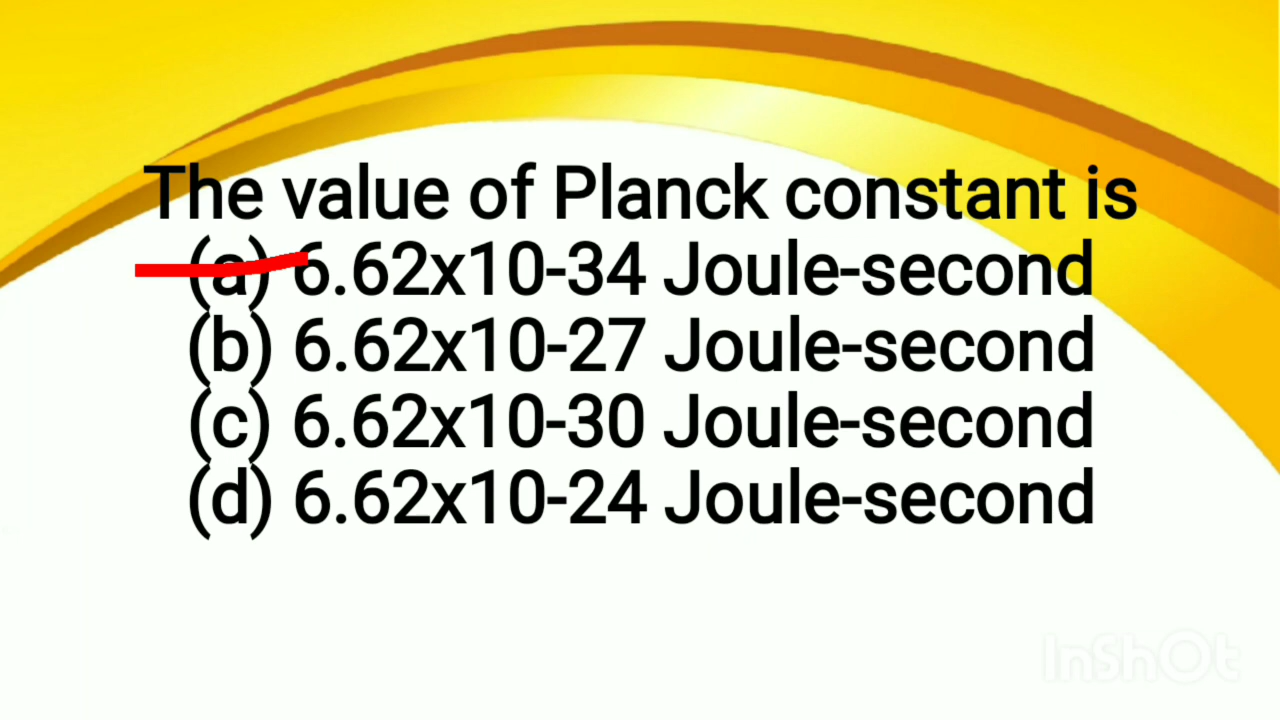 The value of Planck constant is
(a) 6.62x10-34 Joule-second
(b) 6.62x10-27 Joule-second
(c) 6.62x10-30 Joule-second
(d) 6.62x10-24 Joule-second
InShOt